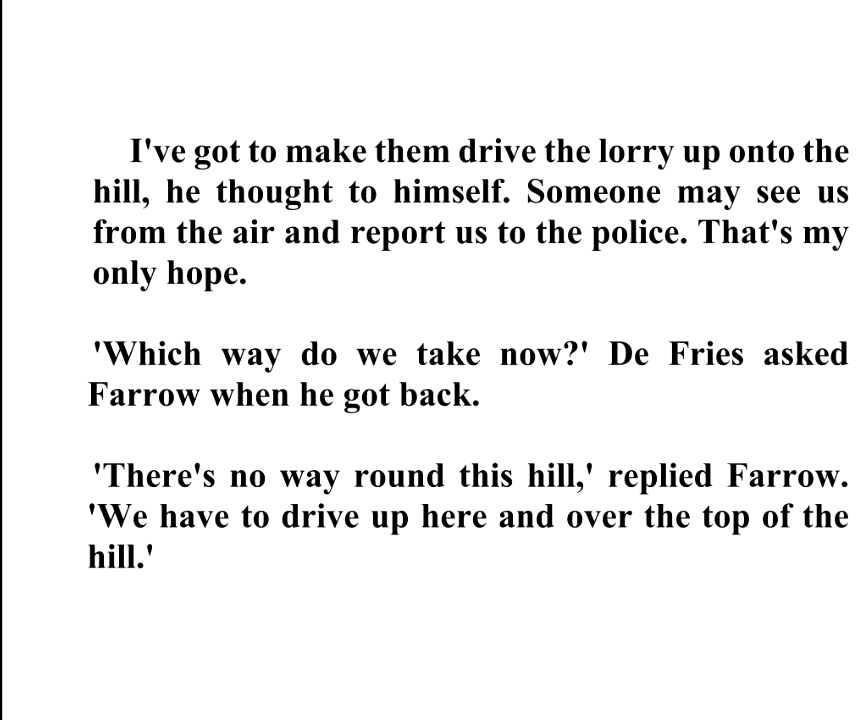 I've got to make them drive the lorry up onto the
hill, he thought to himself. Someone may see us
from the air and report us to the police. That's my
only hope.
'Which way do we take now?' De Fries asked
Farrow when he got back.
'There's no way round this hill,' replied Farrow.
'We have to drive up here and over the top of the
hill.'